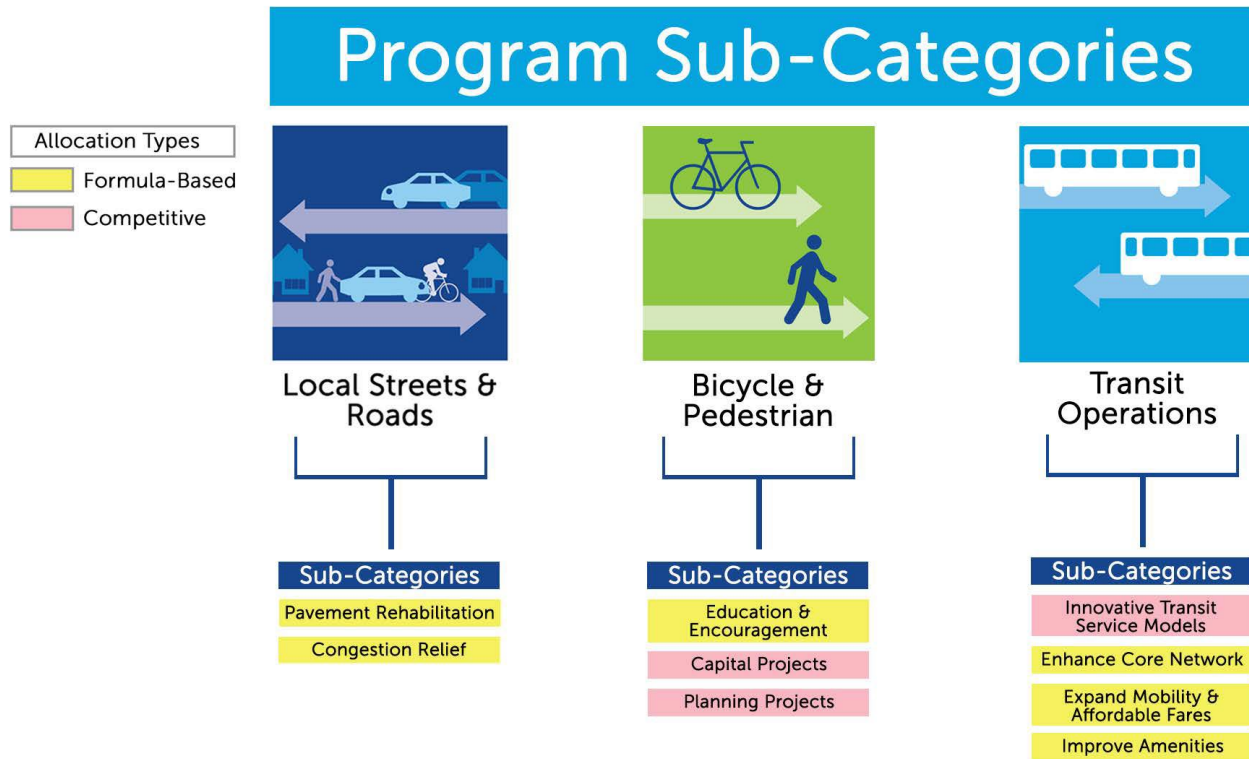 Program Sub-Categories
Allocation Types
Formula-Based
Competitive
Local Streets &
Roads
Sub-Categories
Pavement Rehabilitation
Congestion Relief
Bicycle &
Pedestrian
Sub-Categories
Education &
Encouragement
Capital Projects
Planning Projects
Transit
Operations
Sub-Categories
Innovative Transit
Service Models
Enhance Core Network
Expand Mobility &
Affordable Fares
Improve Amenities